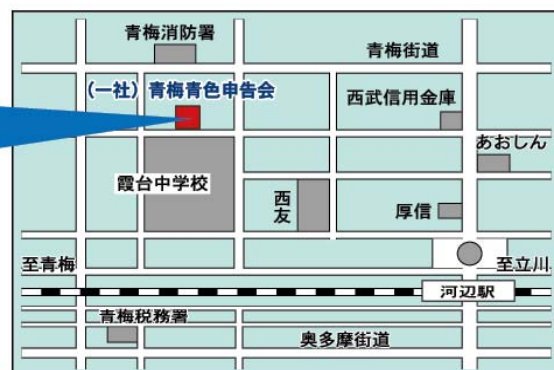 青梅消防署
青梅街道
（一社）青梅青色申告会
西武信用金庫
あおしん
霞台中学校
西友
厚信
至青梅
至立川
河辺駅
青梅税務署
奥多摩街道